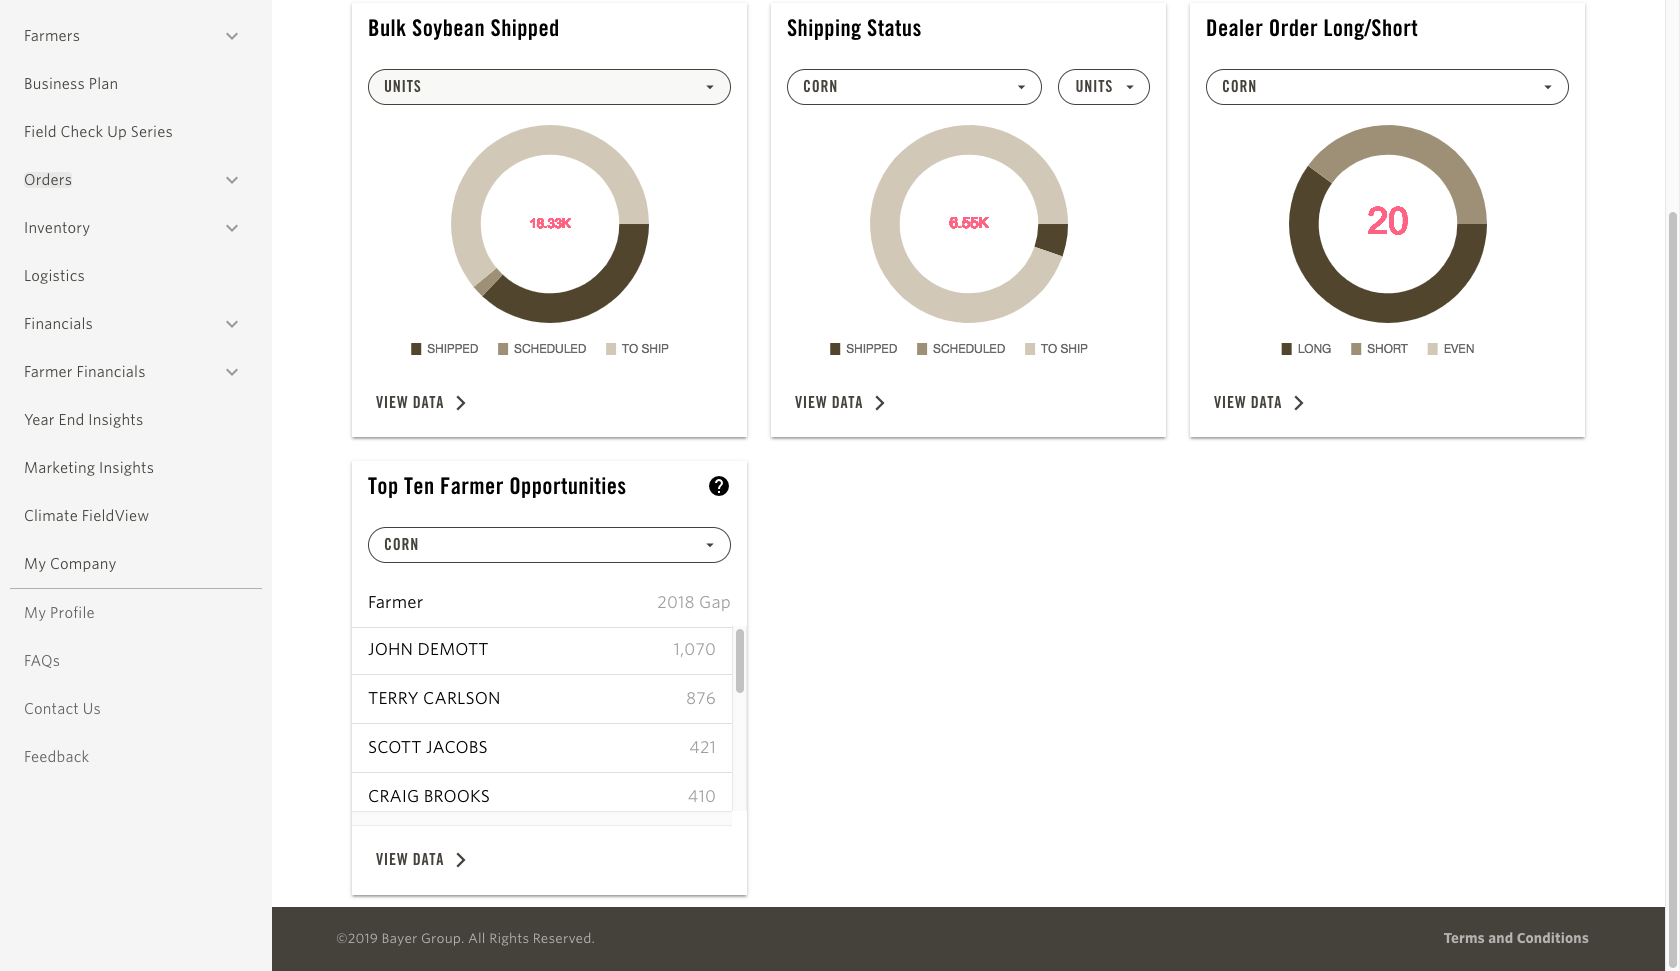 Farmers
Business Plan
Field Check Up Series
Orders
Inventory
Logistics
Financials
Farmer Financials
Year End Insights
Marketing Insights
Climate FieldView
My Company
My Profile
FAQs
Contact Us
Feedback
Bulk Soybean Shipped
UNITS
18.33K
SHIPPED SCHEDULED TO SHIP
VIEW DATA
Shipping Status
CORN UNITS
6.55K
SHIPPED SCHEDULED TO SHIP
VIEW DATA
Dealer Order Long/Short
CORN
20
LONG SHORT EVEN
VIEW DATA
Top Ten Farmer Opportunities ?
CORN
Farmer 2018 Gap
JOHN DEMOTT 1,070
TERRY CARLSON 876
SCOTT JACOBS 421
CRAIG BROOKS 410
VIEW DATA
©2019 Bayer Group. All Rights Reserved. Terms and Conditions